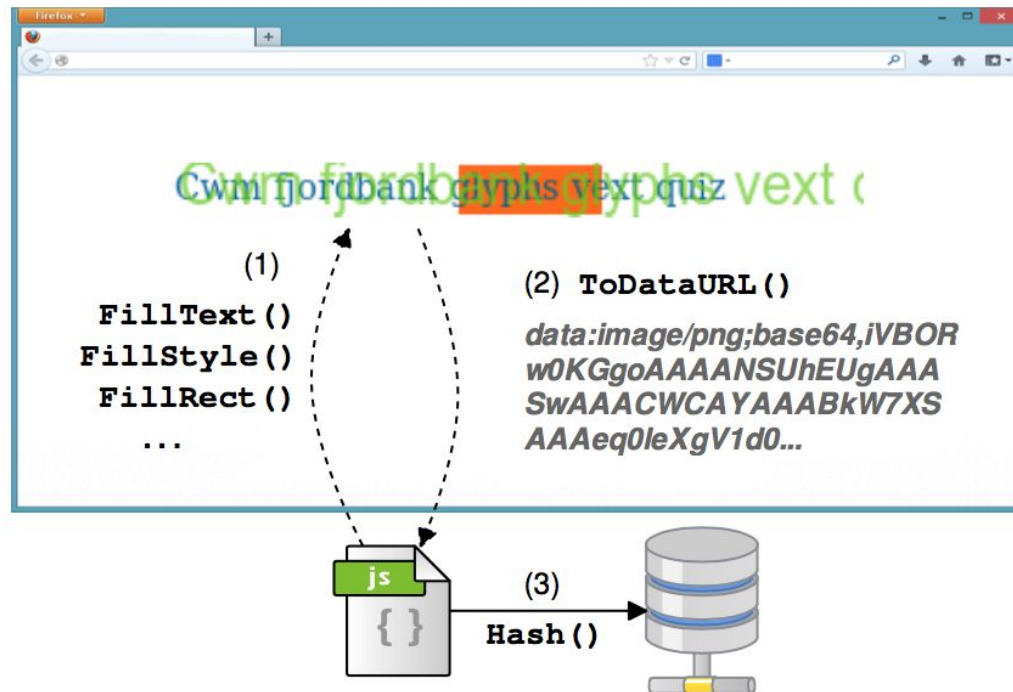 Firefox
Cwm fjordbank glyphs vext quiz
Cwm fjordbank glyphs vext
(1)
FillText()
FillStyle()
FillRect()
...
(2) ToDataURL()
data:image/png;base64,iVBOR
w0KGgoAAAANSUhEUgAAA
SwAAACWCAYAAABkW7XS
AAAeq0leXgV1d0...
js
{ }
(3)
Hash()